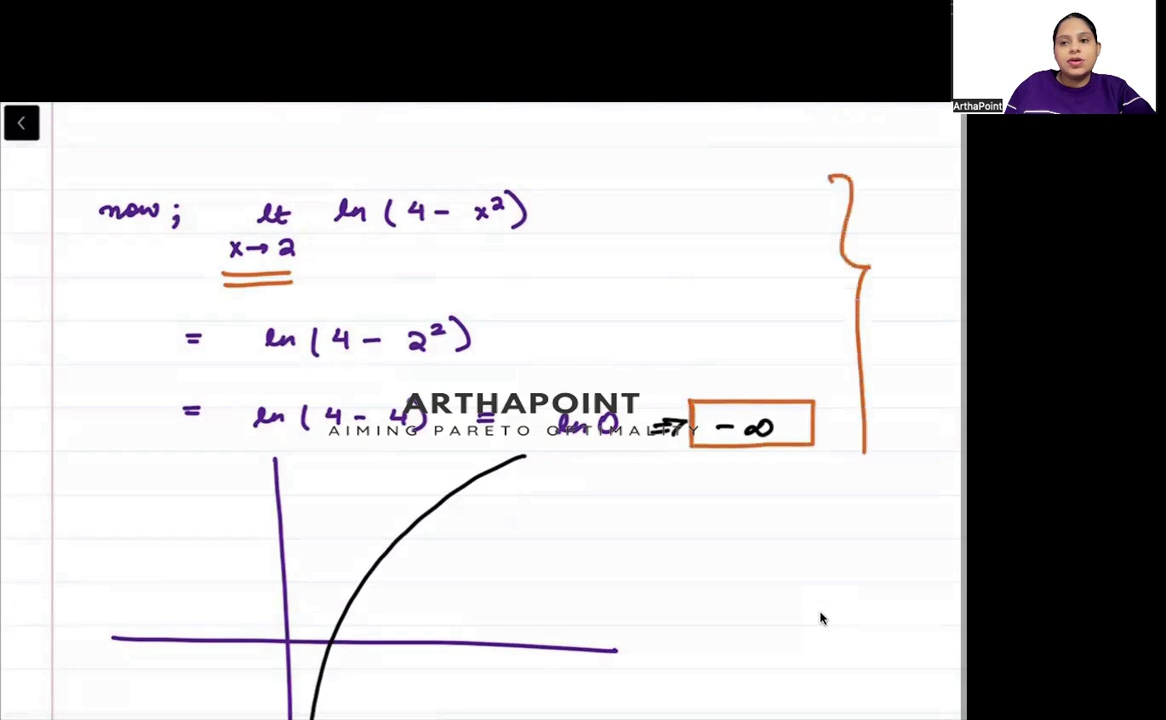 ArthaPoint
now; lt ln (4 - x²)
x → 2
= ln (4 - 2²)
= ln (4 - 4) = ln 0 ⇒ - ∞
ARTHAPOINT
AIMING PARETO OPTIMALITY